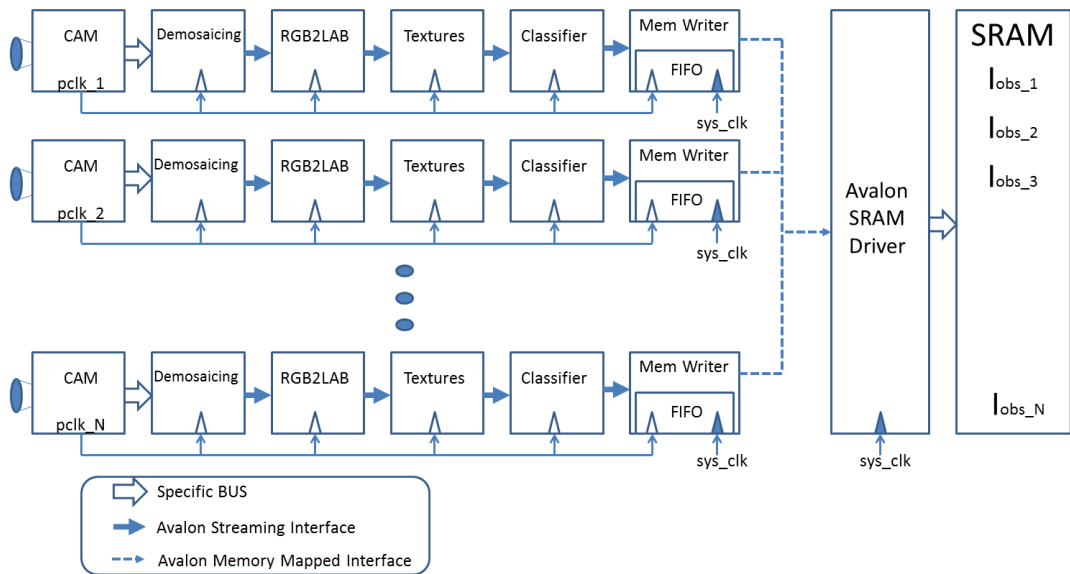 CAM
Demosaicing
RGB2LAB
Textures
Classifier
Mem Writer
FIFO
pclk_1
sys_clk
CAM
Demosaicing
RGB2LAB
Textures
Classifier
Mem Writer
FIFO
pclk_2
sys_clk
CAM
Demosaicing
RGB2LAB
Textures
Classifier
Mem Writer
FIFO
pclk_N
sys_clk
Avalon
SRAM
Driver
sys_clk
SRAM
Iobs_1
Iobs_2
Iobs_3
Iobs_N
Specific BUS
Avalon Streaming Interface
Avalon Memory Mapped Interface